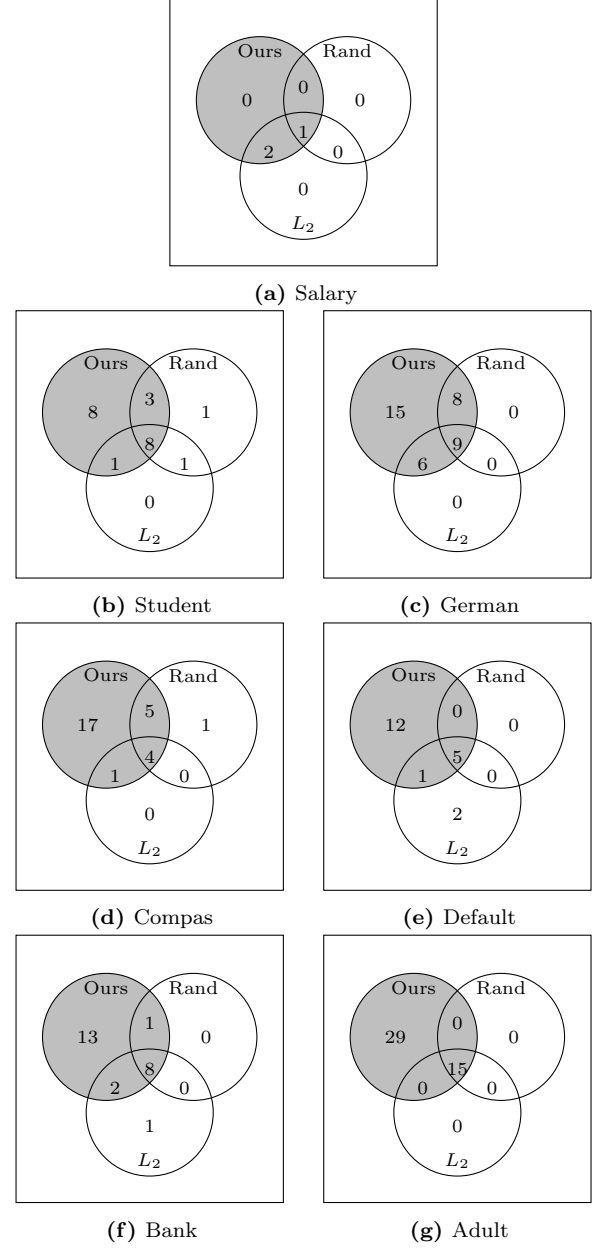 Ours Rand
0
0 0
1
2 0
0
L₂
(a) Salary
Ours Rand
3
8 1
8
1 1
0
L₂
(b) Student
Ours Rand
8
15 0
9
6 0
0
L₂
(c) German
Ours Rand
5
17 1
4
1 0
0
L₂
(d) Compas
Ours Rand
0
12 0
5
1 0
2
L₂
(e) Default
Ours Rand
1
13 0
8
2 0
1
L₂
(f) Bank
Ours Rand
0
29 0
15
0 0
0
L₂
(g) Adult